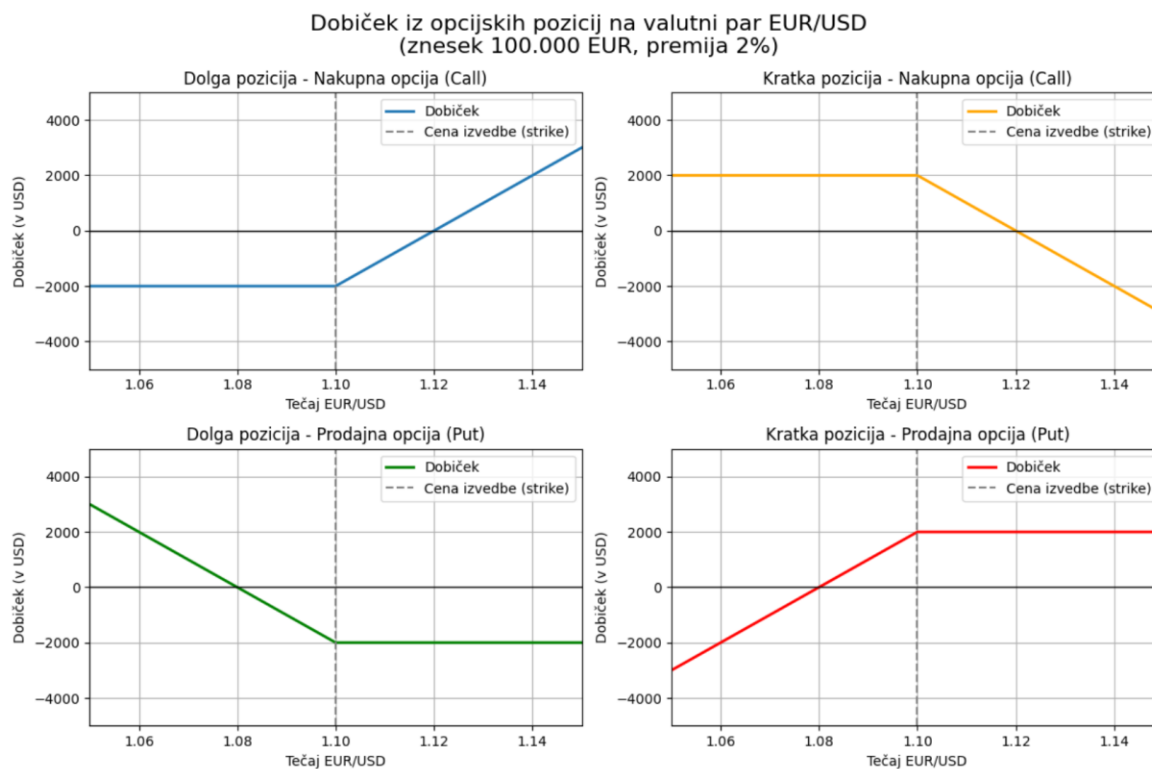 Dobiček iz opcijskih pozicij na valutni par EUR/USD
(znesek 100.000 EUR, premija 2%)
Dolga pozicija - Nakupna opcija (Call)
Dobiček (v USD)
4000
2000
0
−2000
−4000
Dobiček
Cena izvedbe (strike)
1.06
1.08
1.10
1.12
1.14
Tečaj EUR/USD
Kratka pozicija - Nakupna opcija (Call)
Dobiček (v USD)
4000
2000
0
−2000
−4000
Dobiček
Cena izvedbe (strike)
1.06
1.08
1.10
1.12
1.14
Tečaj EUR/USD
Dolga pozicija - Prodajna opcija (Put)
Dobiček (v USD)
4000
2000
0
−2000
−4000
Dobiček
Cena izvedbe (strike)
1.06
1.08
1.10
1.12
1.14
Tečaj EUR/USD
Kratka pozicija - Prodajna opcija (Put)
Dobiček (v USD)
4000
2000
0
−2000
−4000
Dobiček
Cena izvedbe (strike)
1.06
1.08
1.10
1.12
1.14
Tečaj EUR/USD